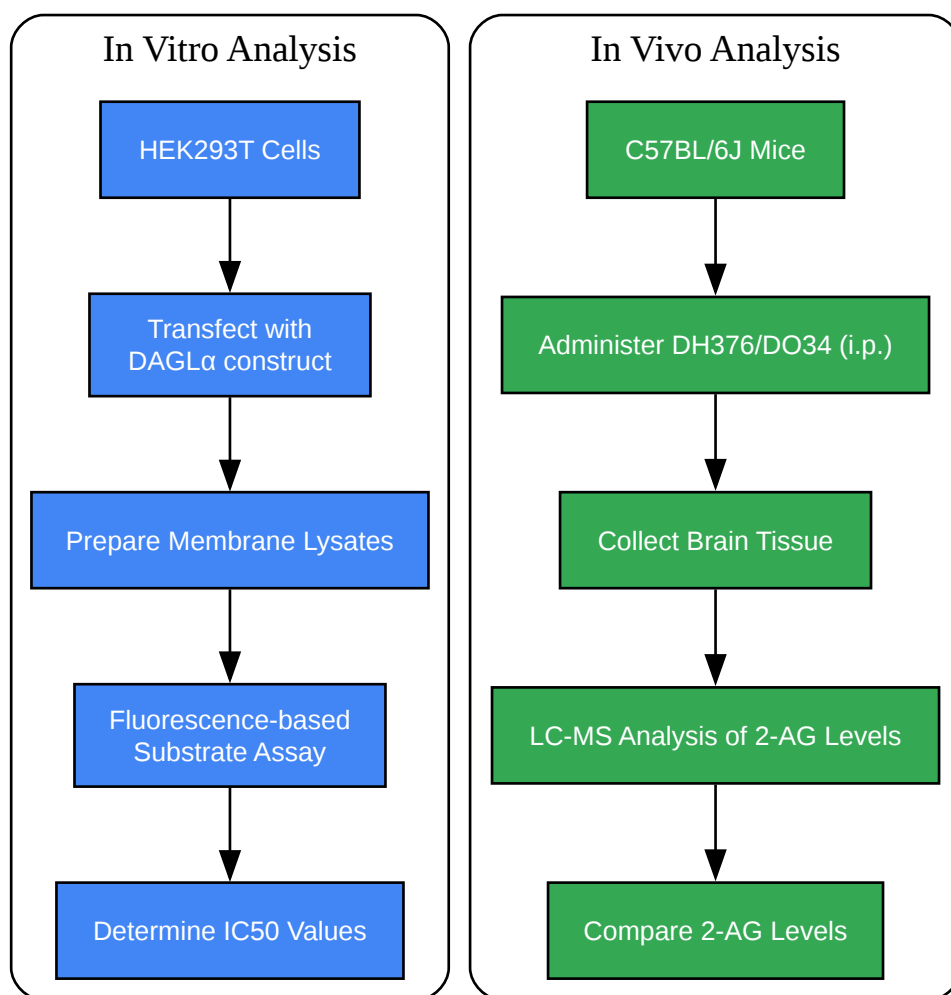 In Vitro Analysis
HEK293T Cells
Transfect with
DAGLα construct
Prepare Membrane Lysates
Fluorescence-based
Substrate Assay
Determine IC50 Values
In Vivo Analysis
C57BL/6J Mice
Administer DH376/DO34 (i.p.)
Collect Brain Tissue
LC-MS Analysis of 2-AG Levels
Compare 2-AG Levels